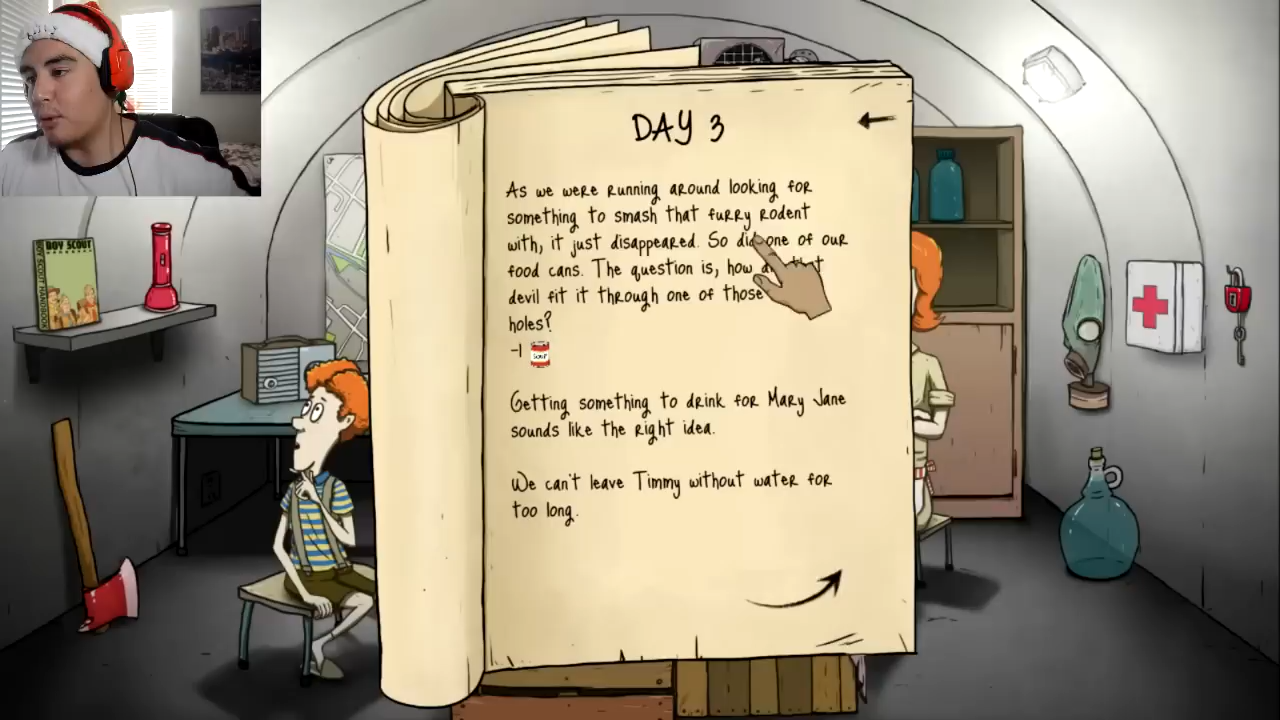 DAY 3
As we were running around looking for
something to smash that furry rodent
with, it just disappeared. So one of our
food cans. The question is, how
devil fit it through one of those
holes?
-1 SOUP
Getting something to drink for Mary Jane
sounds like the right idea.
We can't leave Timmy without water for
too long.
BOY SCOUT
BOY SCOUT HANDBOOK